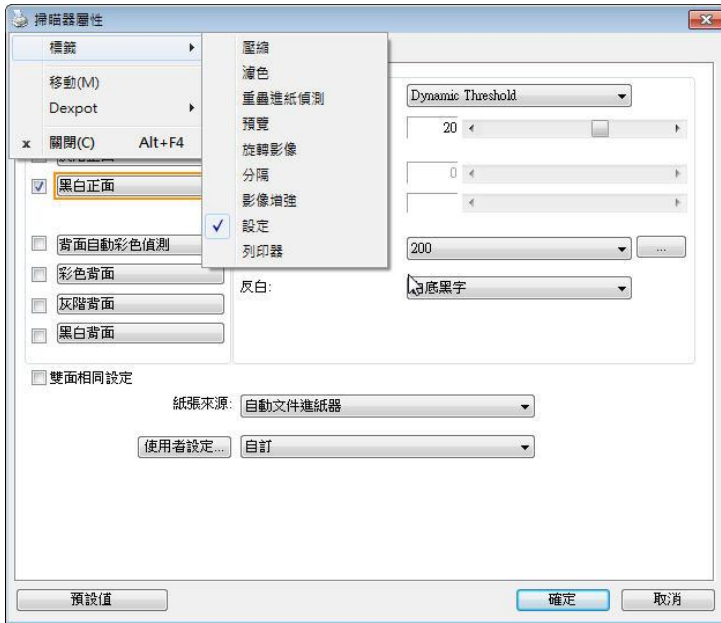 掃瞄器屬性
標籤
移動(M)
Dexpot
x 關閉(C) Alt+F4
壓縮
濾色
重疊進紙偵測
預覽
旋轉影像
分隔
影像增強
設定
列印器
Dynamic Threshold
20
0
黑白正面
背面自動彩色偵測
200
...
彩色背面
反白:
底黑字
灰階背面
黑白背面
雙面相同設定
紙張來源: 自動文件進紙器
使用者設定... 自訂
預設值 確定 取消